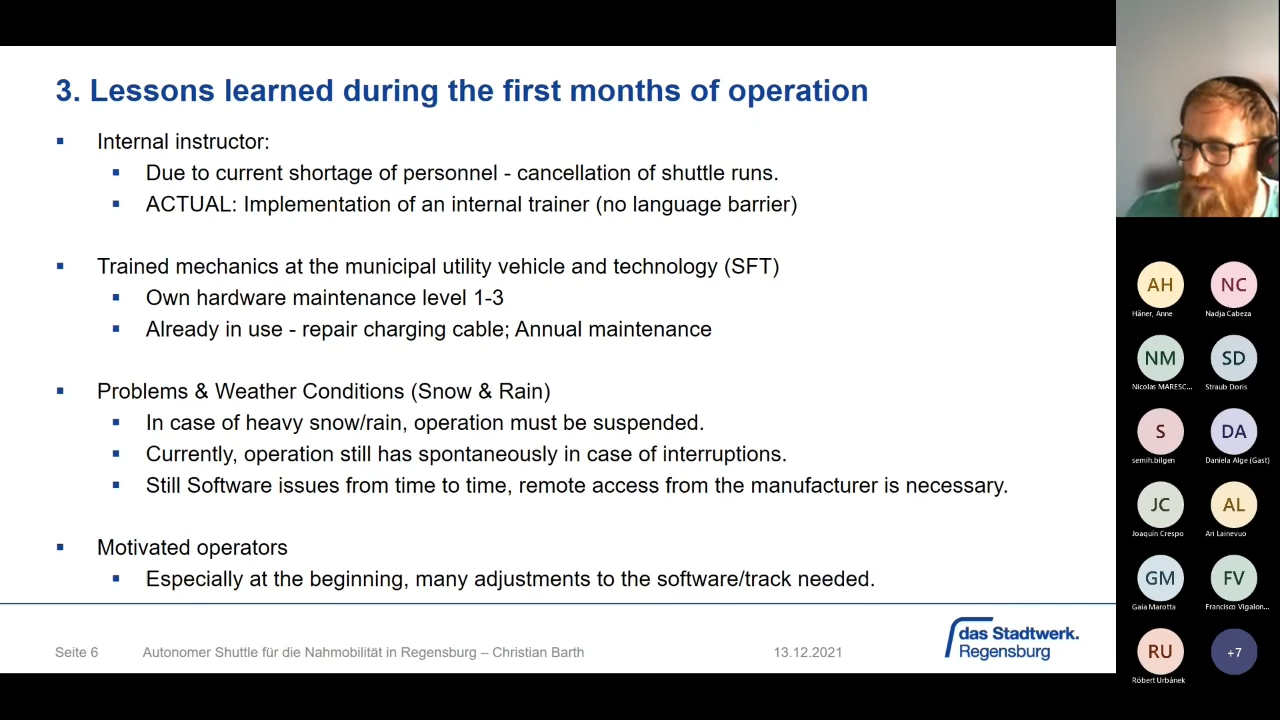 3. Lessons learned during the first months of operation
Internal instructor:
Due to current shortage of personnel - cancellation of shuttle runs.
ACTUAL: Implementation of an internal trainer (no language barrier)
Trained mechanics at the municipal utility vehicle and technology (SFT)
Own hardware maintenance level 1-3
Already in use - repair charging cable; Annual maintenance
Problems & Weather Conditions (Snow & Rain)
In case of heavy snow/rain, operation must be suspended.
Currently, operation still has spontaneously in case of interruptions.
Still Software issues from time to time, remote access from the manufacturer is necessary.
Motivated operators
Especially at the beginning, many adjustments to the software/track needed.
Seite 6 Autonomer Shuttle für die Nahmobilität in Regensburg – Christian Barth 13.12.2021
das Stadtwerk.
Regensburg
AH NC
Häner, Anne Nadja Cabeza
NM SD
Nicolas MARESC... Straub Doris
S DA
semih.bilgen Daniela Alge (Gast)
JC AL
Joaquín Crespo Ari Lainevuo
GM FV
Gaia Marotta Francisco Vigalon...
RU +7
Róbert Urbánek